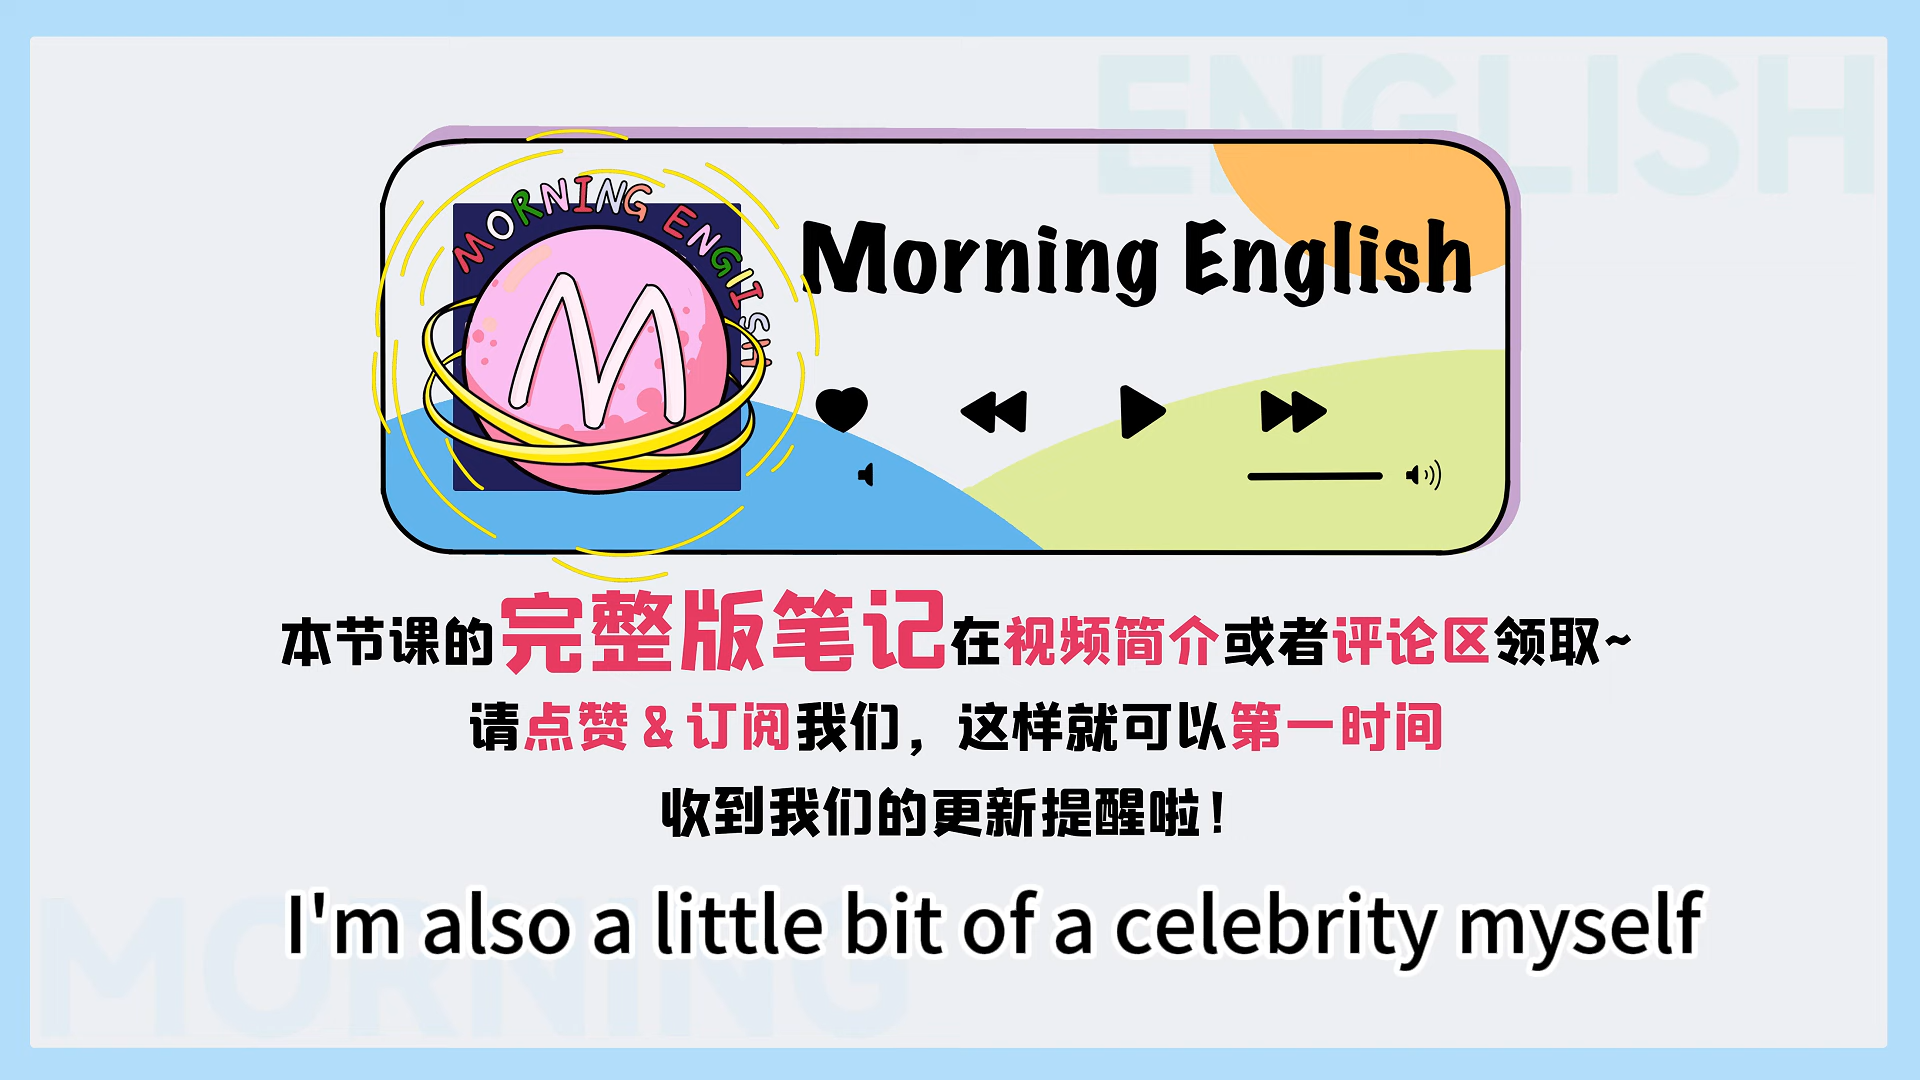 ENGLISH
MORNING ENGLISH
M
Morning English
本节课的完整版笔记在视频简介或者评论区领取~
请点赞&订阅我们，这样就可以第一时间
收到我们的更新提醒啦！
I'm also a little bit of a celebrity myself
MORNING